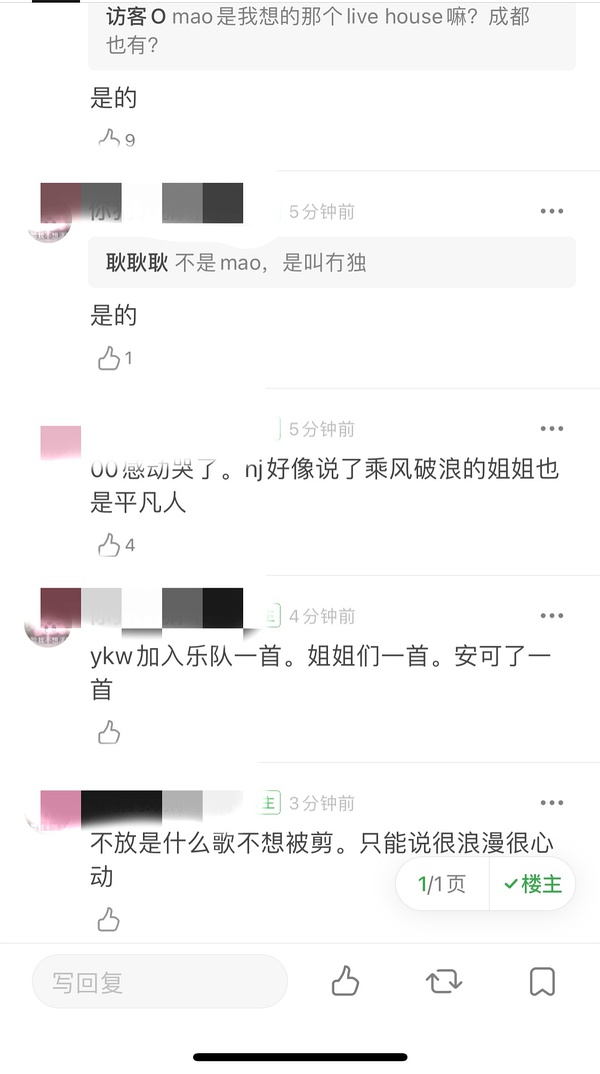 访客O mao是我想的那个live house嘛？成都
也有？
是的
9
5分钟前
耿耿耿 不是mao，是叫冇独
是的
1
5分钟前
00感动哭了。nj好像说了乘风破浪的姐姐也
是平凡人
4
4分钟前
ykw加入乐队一首。姐姐们一首。安可了一
首
主 3分钟前
不放是什么歌不想被剪。只能说很浪漫很心
动
1/1页 楼主
写回复